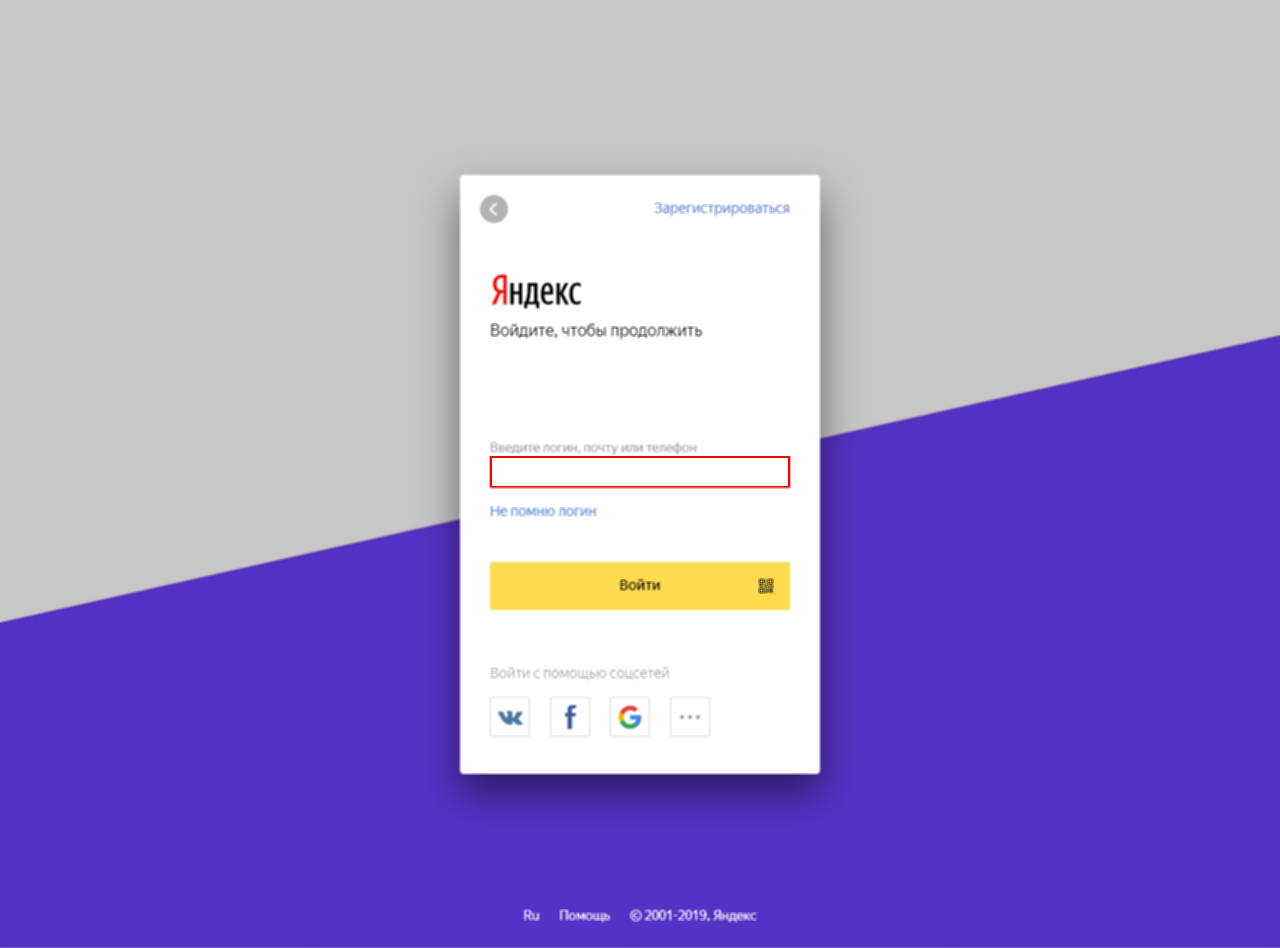 Зарегистрироваться
Яндекс
Войдите, чтобы продолжить
Введите логин, почту или телефон
Не помню логин
Войти
Войти с помощью соцсетей
Ru Помощь © 2001-2019, Яндекс